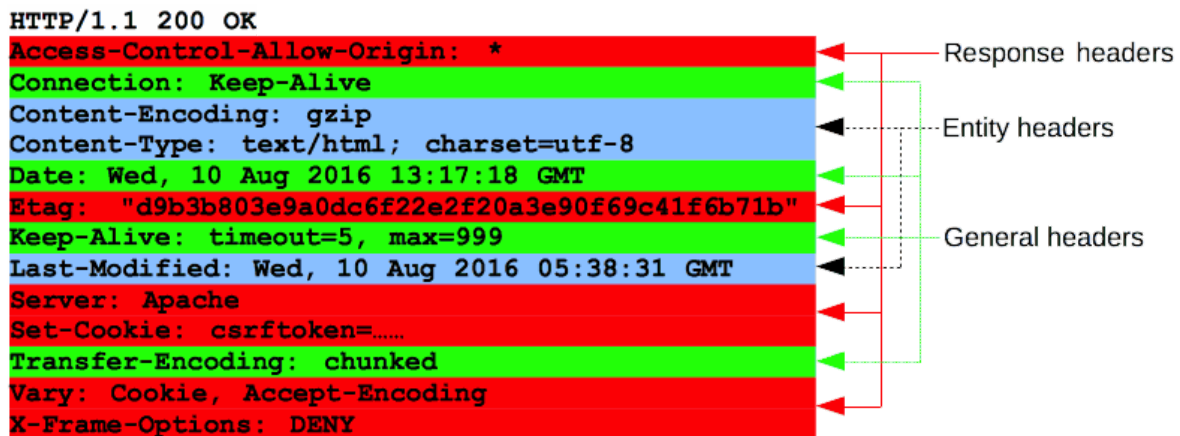 HTTP/1.1 200 OK
Access-Control-Allow-Origin: *
Connection: Keep-Alive
Content-Encoding: gzip
Content-Type: text/html; charset=utf-8
Date: Wed, 10 Aug 2016 13:17:18 GMT
Etag: "d9b3b803e9a0dc6f22e2f20a3e90f69c41f6b71b"
Keep-Alive: timeout=5, max=999
Last-Modified: Wed, 10 Aug 2016 05:38:31 GMT
Server: Apache
Set-Cookie: csrftoken=......
Transfer-Encoding: chunked
Vary: Cookie, Accept-Encoding
X-Frame-Options: DENY
Response headers
Entity headers
General headers